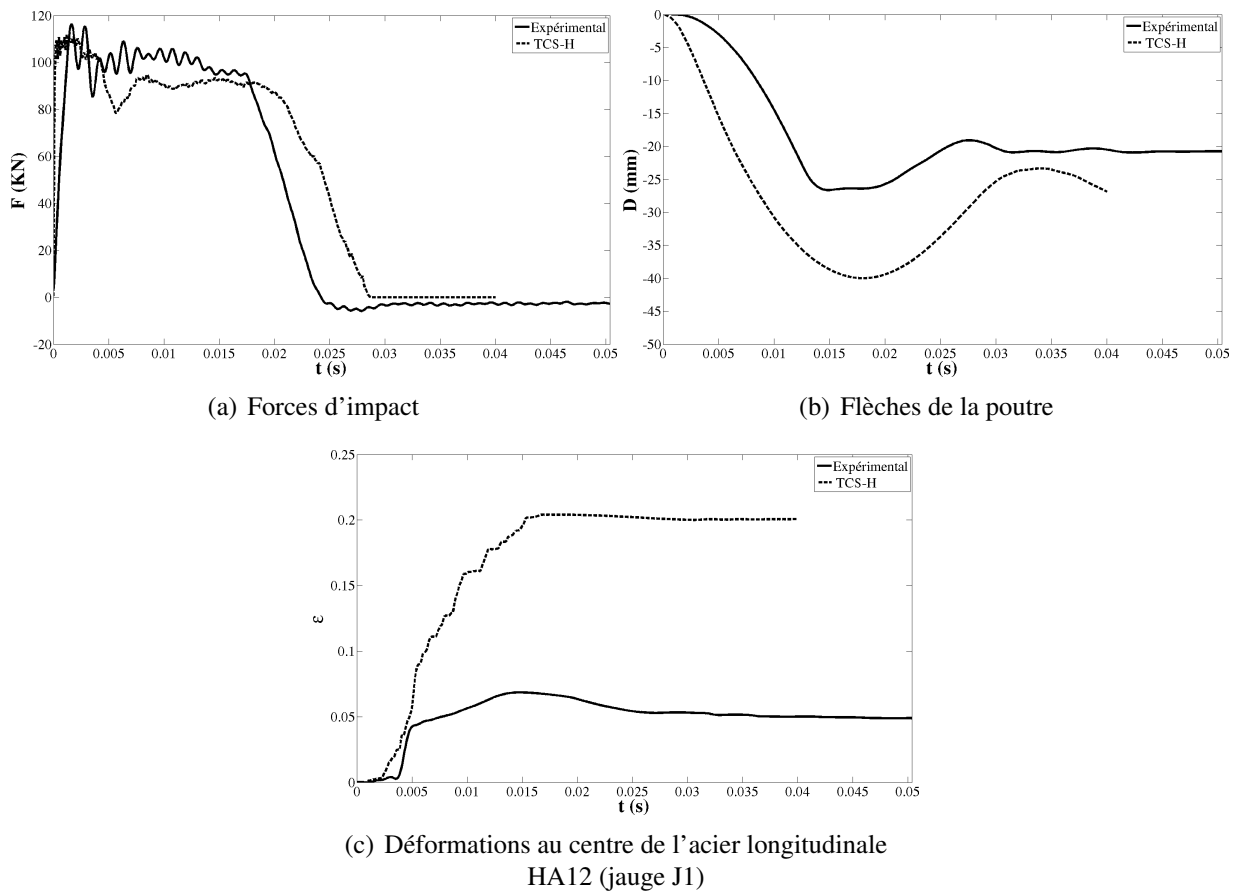 120
100
80
60
40
20
0
-20
F (KN)
Expérimental
TCS-H
0 0.005 0.01 0.015 0.02 0.025 0.03 0.035 0.04 0.045 0.05
t (s)
(a) Forces d'impact
0
-5
-10
-15
-20
-25
-30
-35
-40
-45
-50
D (mm)
Expérimental
TCS-H
0 0.005 0.01 0.015 0.02 0.025 0.03 0.035 0.04 0.045 0.05
t (s)
(b) Flèches de la poutre
0.25
0.2
0.15
0.1
0.05
0
ε
Expérimental
TCS-H
0 0.005 0.01 0.015 0.02 0.025 0.03 0.035 0.04 0.045 0.05
t (s)
(c) Déformations au centre de l'acier longitudinale
HA12 (jauge J1)